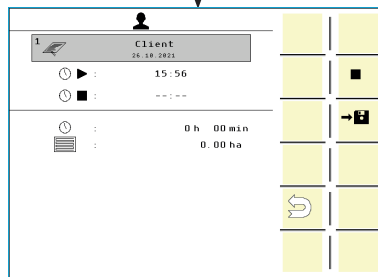 1
Client
26.10.2021
: 15:56
: --:--
: 0 h 00 min
: 0.00 ha